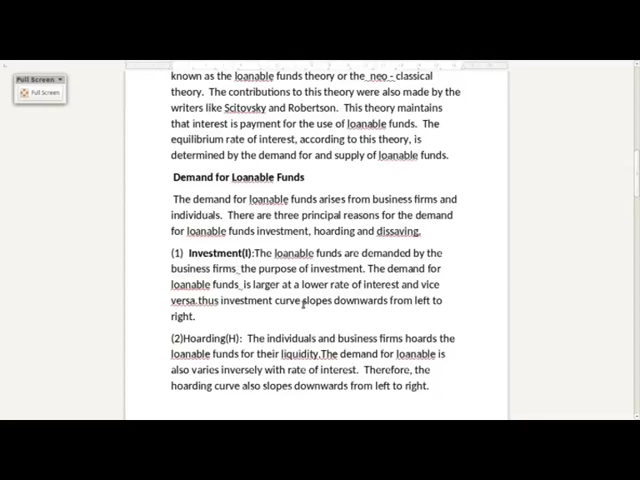 Full Screen
Full Screen
known as the loanable funds theory or the  neo - classical
theory.  The contributions to this theory were also made by the
writers like Scitovsky and Robertson.  This theory maintains
that interest is payment for the use of loanable funds.  The
equilibrium rate of interest, according to this theory, is
determined by the demand for and supply of loanable funds.
Demand for Loanable Funds
The demand for loanable funds arises from business firms and
individuals.  There are three principal reasons for the demand
for loanable funds investment, hoarding and dissaving.
(1)  Investment(I):The loanable funds are demanded by the
business firms  the purpose of investment. The demand for
loanable funds  is larger at a lower rate of interest and vice
versa.thus investment curve slopes downwards from left to
right.
(2)Hoarding(H):  The individuals and business firms hoards the
loanable funds for their liquidity.The demand for loanable is
also varies inversely with rate of interest.  Therefore, the
hoarding curve also slopes downwards from left to right.